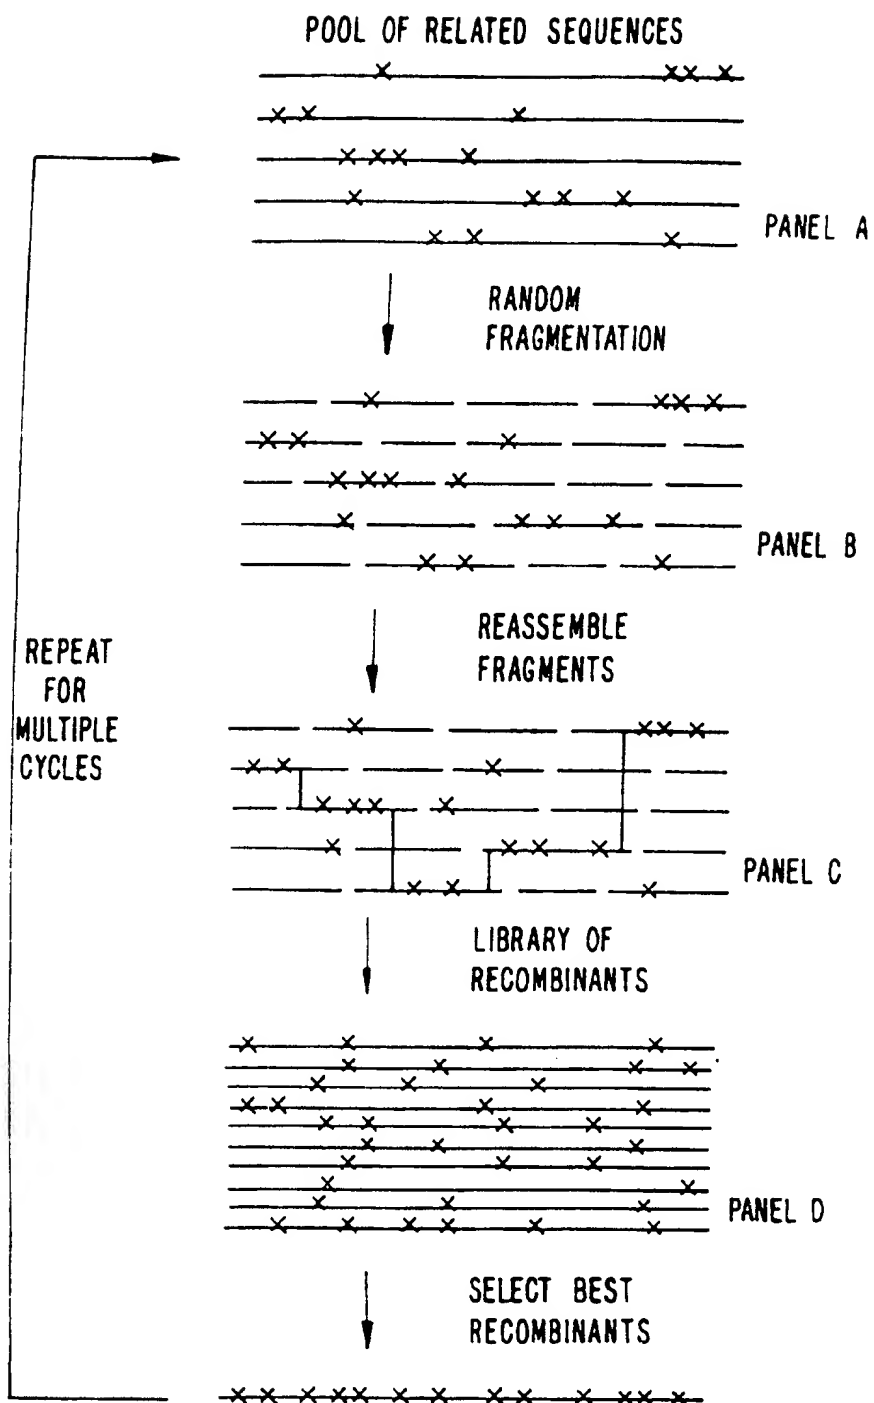 POOL OF RELATED SEQUENCES
PANEL A
RANDOM
FRAGMENTATION
PANEL B
REASSEMBLE
FRAGMENTS
REPEAT
FOR
MULTIPLE
CYCLES
PANEL C
LIBRARY OF
RECOMBINANTS
PANEL D
SELECT BEST
RECOMBINANTS